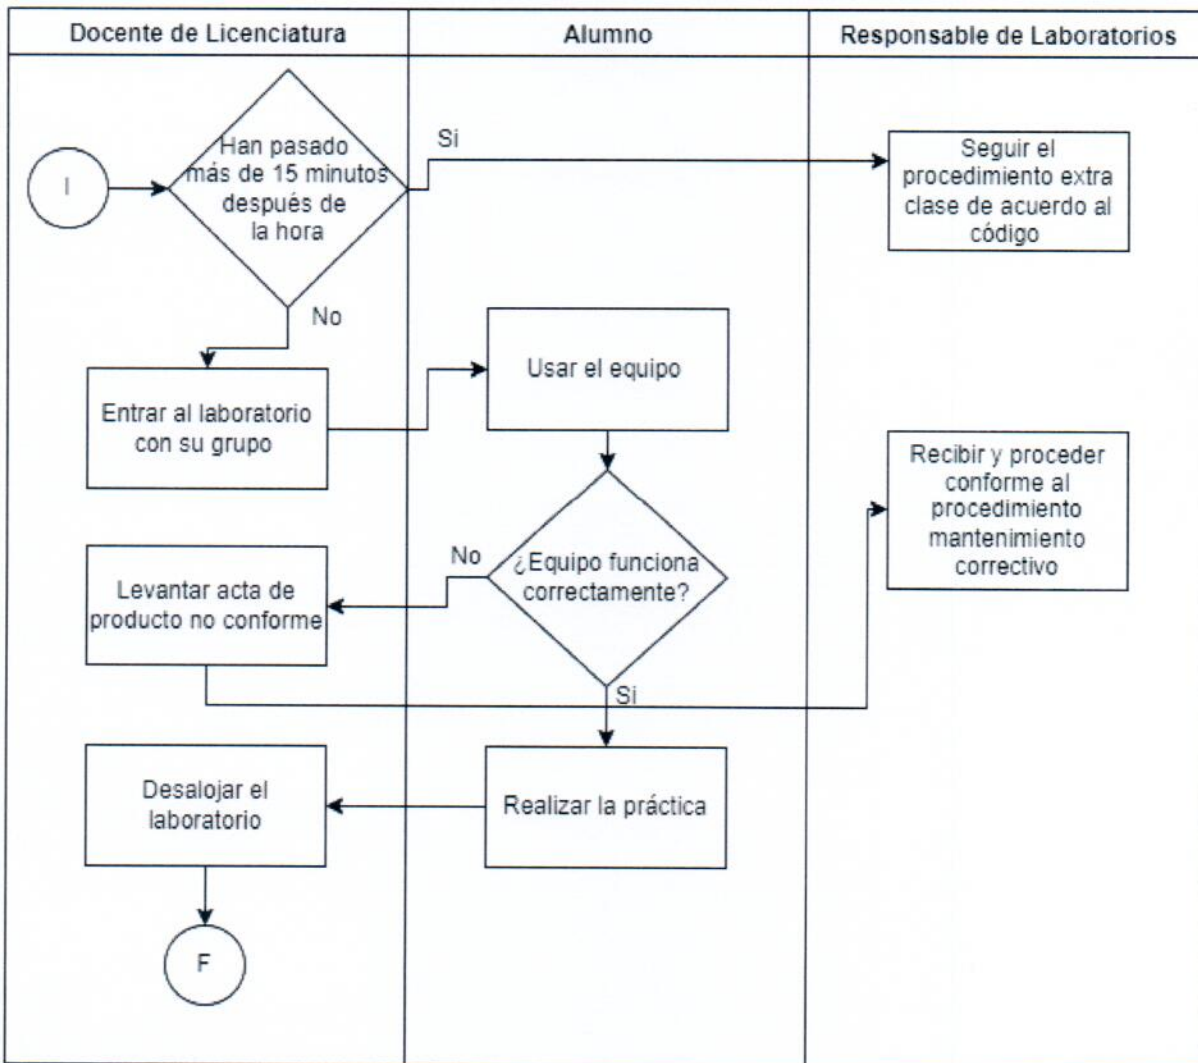 Docente de Licenciatura
Alumno
Responsable de Laboratorios
I
Han pasado
más de 15 minutos
después de
la hora
Si
Seguir el
procedimiento extra
clase de acuerdo al
código
No
Entrar al laboratorio
con su grupo
Usar el equipo
Recibir y proceder
conforme al
procedimiento
mantenimiento
correctivo
¿Equipo funciona
correctamente?
No
Levantar acta de
producto no conforme
Si
Realizar la práctica
Desalojar el
laboratorio
F